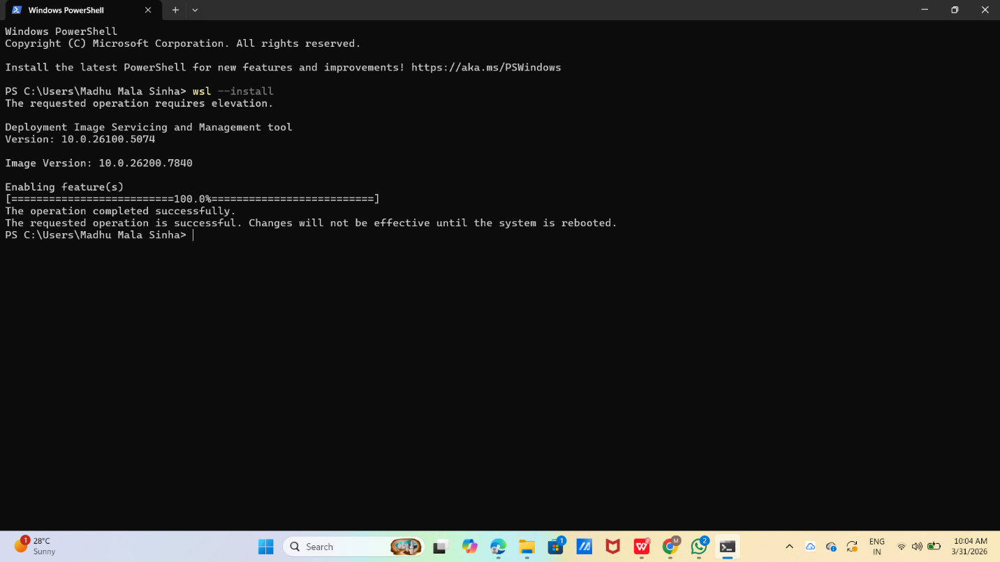 Windows PowerShell
Windows PowerShell
Copyright (C) Microsoft Corporation. All rights reserved.
Install the latest PowerShell for new features and improvements! https://aka.ms/PSWindows
PS C:\Users\Madhu Mala Sinha> wsl --install
The requested operation requires elevation.
Deployment Image Servicing and Management tool
Version: 10.0.26100.5074
Image Version: 10.0.26200.7840
Enabling feature(s)
[==========================100.0%==========================]
The operation completed successfully.
The requested operation is successful. Changes will not be effective until the system is rebooted.
PS C:\Users\Madhu Mala Sinha>
1
28°C
Sunny
Search
1
M
2
ENG
IN
10:04 AM
3/31/2026